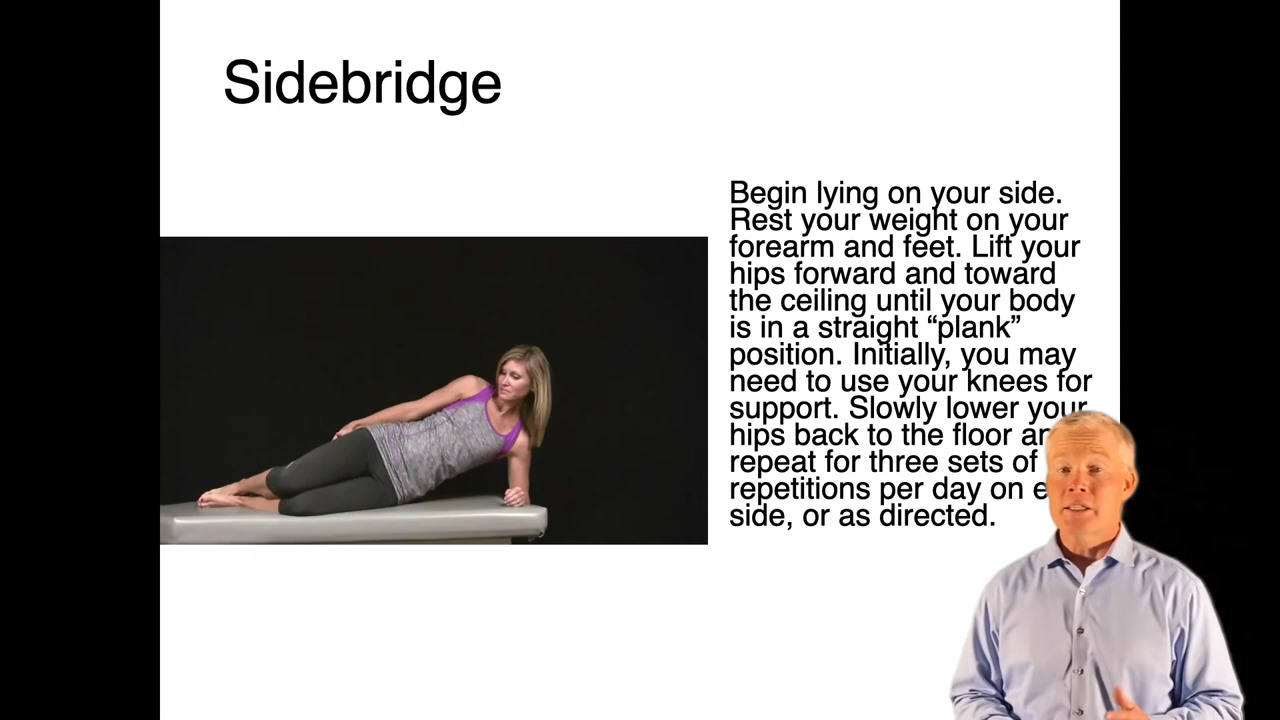 Sidebridge
Begin lying on your side.
Rest your weight on your
forearm and feet. Lift your
hips forward and toward
the ceiling until your body
is in a straight “plank”
position. Initially, you may
need to use your knees for
support. Slowly lower your
hips back to the floor
repeat for three sets of
repetitions per day on
side, or as directed.